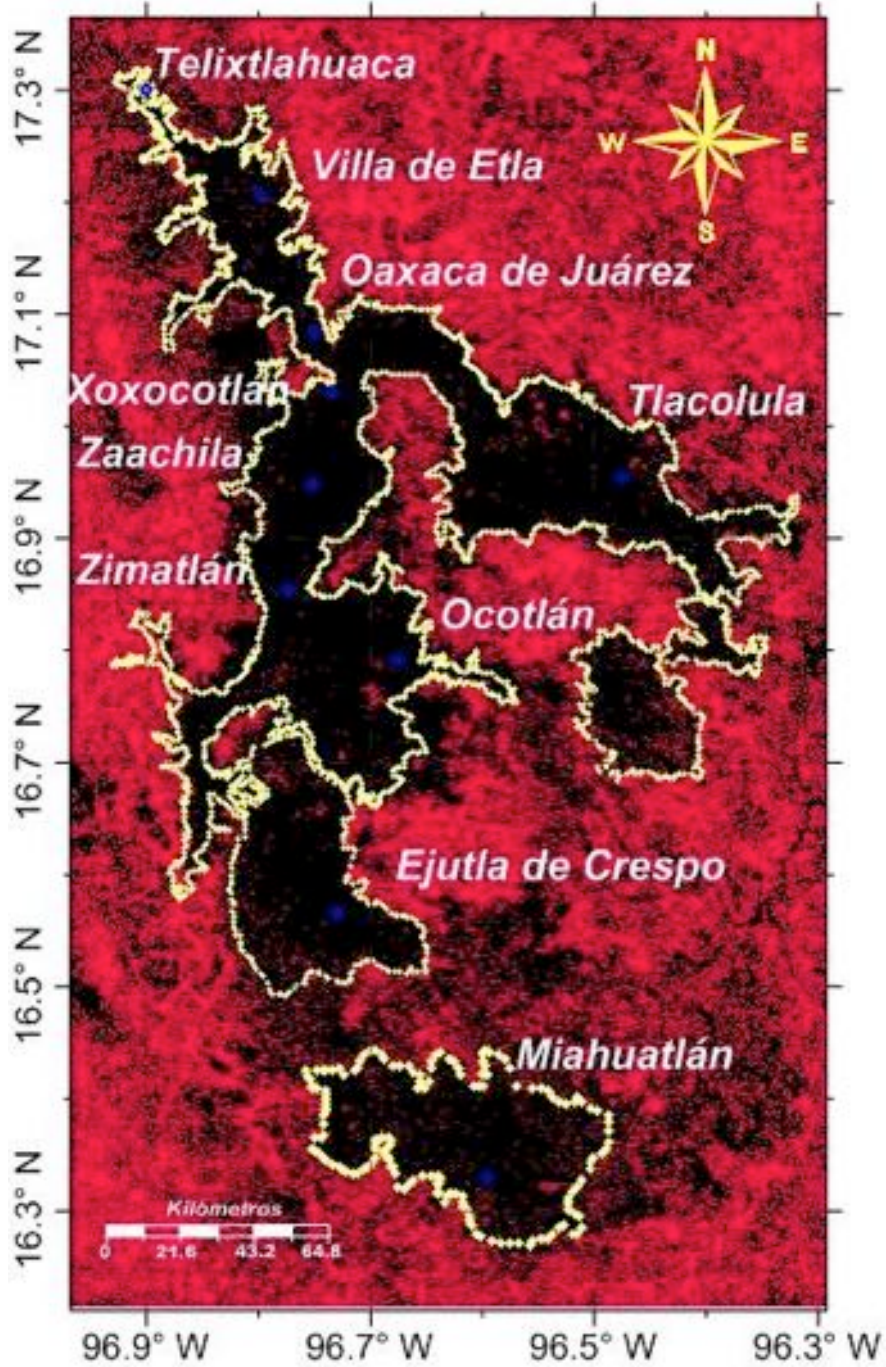 Telixtlahuaca
N
W
E
S
Villa de Etla
Oaxaca de Juárez
Xoxocotlán
Tlacolula
Zaachila
Zimatlán
Ocotlán
Ejutla de Crespo
Miahuatlán
Kilómetros
0 21.6 43.2 64.8
17.3° N
17.1° N
16.9° N
16.7° N
16.5° N
16.3° N
96.9° W 96.7° W 96.5° W 96.3° W